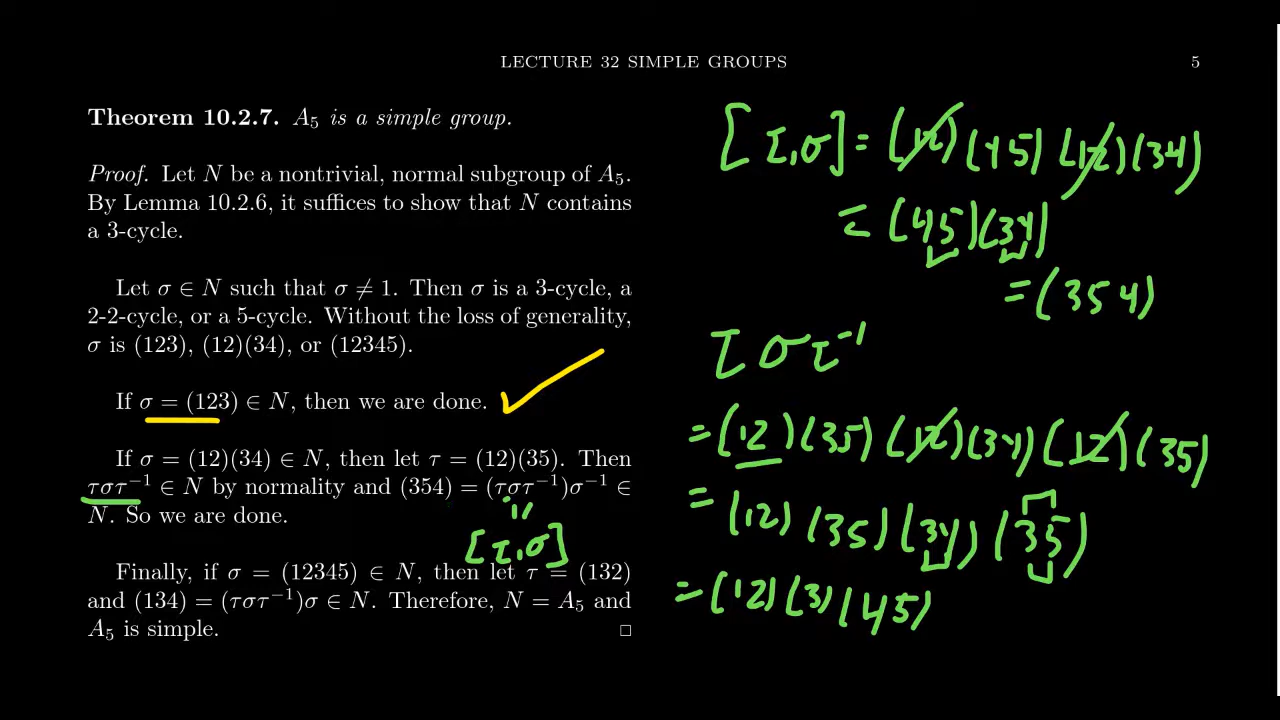 LECTURE 32 SIMPLE GROUPS 5
Theorem 10.2.7. A₅ is a simple group.
Proof. Let N be a nontrivial, normal subgroup of A₅.
By Lemma 10.2.6, it suffices to show that N contains
a 3-cycle.
Let σ ∈ N such that σ ≠ 1. Then σ is a 3-cycle, a
2-2-cycle, or a 5-cycle. Without the loss of generality,
σ is (123), (12)(34), or (12345).
If σ = (123) ∈ N, then we are done.
If σ = (12)(34) ∈ N, then let τ = (12)(35). Then
τστ⁻¹ ∈ N by normality and (354) = (τστ⁻¹)σ⁻¹ ∈
N. So we are done.
[τ,σ]
Finally, if σ = (12345) ∈ N, then let τ = (132)
and (134) = (τστ⁻¹)σ ∈ N. Therefore, N = A₅ and
A₅ is simple. □
[τ,σ] = (12)(45)(12)(34)
= (45)(34)
= (354)
τστ⁻¹
= (12)(35)(12)(34)(12)(35)
= (12)(35)(34)(35)
= (12)(3)(45)